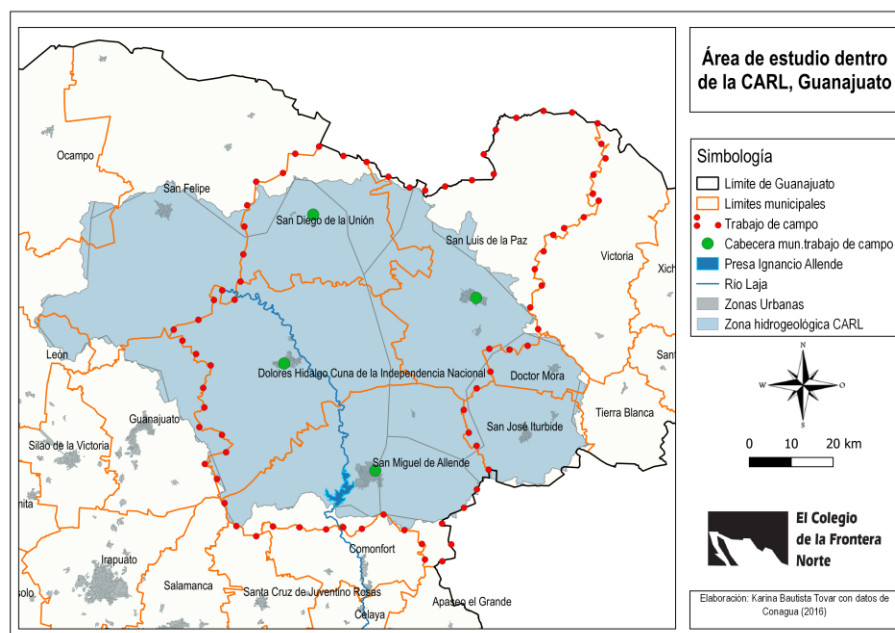 Área de estudio dentro
de la CARL, Guanajuato
Simbología
Límite de Guanajuato
Límites municipales
Trabajo de campo
Cabecera mun.trabajo de campo
Presa Ignacio Allende
Río Laja
Zonas Urbanas
Zona hidrogeológica CARL
N
W
O
S
0 10 20 km
El Colegio
de la Frontera
Norte
Elaboración: Karina Bautista Tovar con datos de
Conagua (2016)
Ocampo
San Felipe
San Diego de la Unión
San Luis de la Paz
Victoria
Xich
León
Dolores Hidalgo Cuna de la Independencia Nacional
Doctor Mora
Sant
Guanajuato
Tierra Blanca
San José Iturbide
Silao de la Victoria
San Miguel de Allende
nita
Comonfort
Irapuato
Salamanca
Santa Cruz de Juventino Rosas
solo
Apaseo el Grande
Celaya